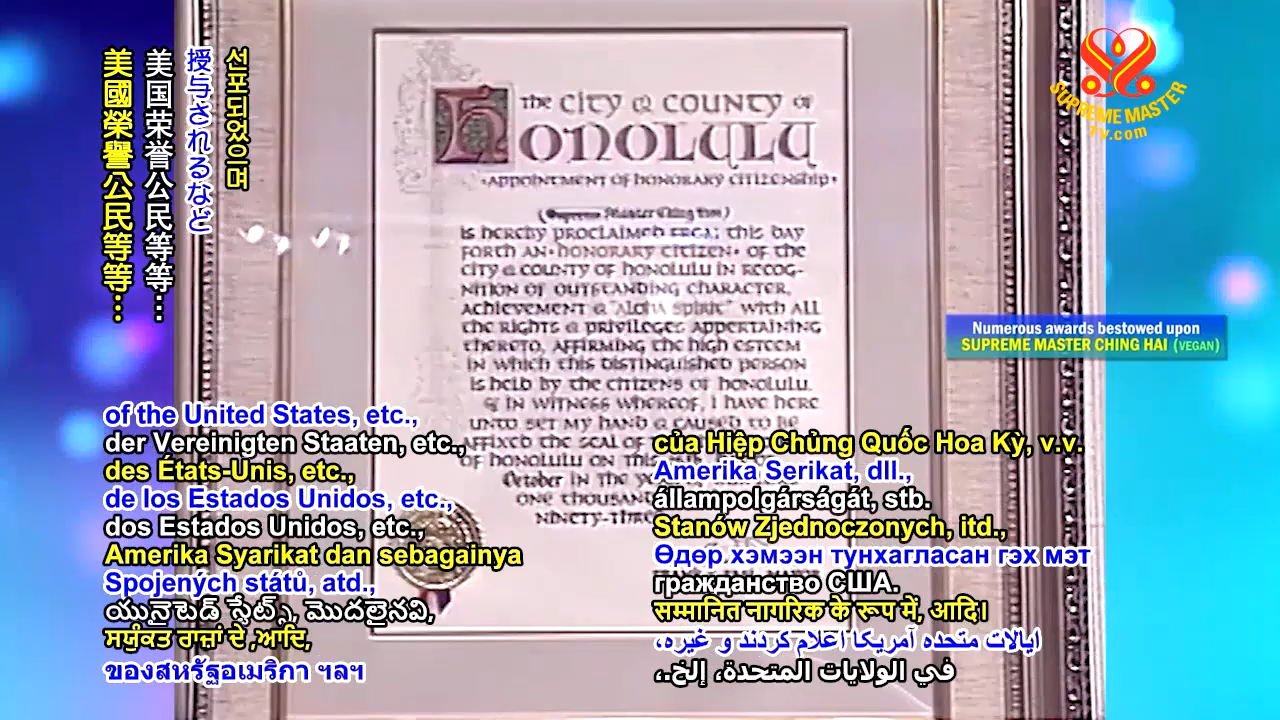 선포되었으며
授与されるなど
美国荣誉公民等等…
美國榮譽公民等等…
SUPREME MASTER
TV.com
THE CITY & COUNTY OF
HONOLULU
•APPOINTMENT OF HONORARY CITIZENSHIP•
(Supreme Master Ching Hai)
IS HEREBY PROCLAIMED THIS DAY
FORTH AN•HONORARY CITIZEN• OF THE
CITY & COUNTY OF HONOLULU IN RECOG-
NITION OF OUTSTANDING CHARACTER,
ACHIEVEMENT & "ALOHA SPIRIT" WITH ALL
THE RIGHTS & PRIVILEGES APPERTAINING
THERETO, AFFIRMING THE HIGH ESTEEM
IN WHICH THIS DISTINGUISHED PERSON
IS HELD BY THE CITIZENS OF HONOLULU.
& IN WITNESS WHEREOF, I HAVE HERE
UNTO SET MY HAND & CAUSED TO BE
AFFIXED THE SEAL OF
OF HONOLULU ON THIS
October IN THE
ONE THOUSAND
Numerous awards bestowed upon
SUPREME MASTER CHING HAI (VEGAN)
of the United States, etc.,
der Vereinigten Staaten, etc.,
des États-Unis, etc.,
de los Estados Unidos, etc.,
dos Estados Unidos, etc.,
Amerika Syarikat dan sebagainya
Spojených států, atd.,
యునైటెడ్ స్టేట్స్, మొదలైనవి,
ਸਯੁੰਕਤ ਰਾਜਾਂ ਦੇ ,ਆਦਿ,
ของสหรัฐอเมริกา ฯลฯ
của Hiệp Chủng Quốc Hoa Kỳ, v.v.
Amerika Serikat, dll.,
állampolgárságát, stb.
Stanów Zjednoczonych, itd.,
Өдөр хэмээн тунхагласан гэх мэт
гражданство США.
सम्मानित नागरिक के रूप में, आदि।
ایالات متحده آمریکا اعلام کردند و غیره،
في الولايات المتحدة، إلخ.،